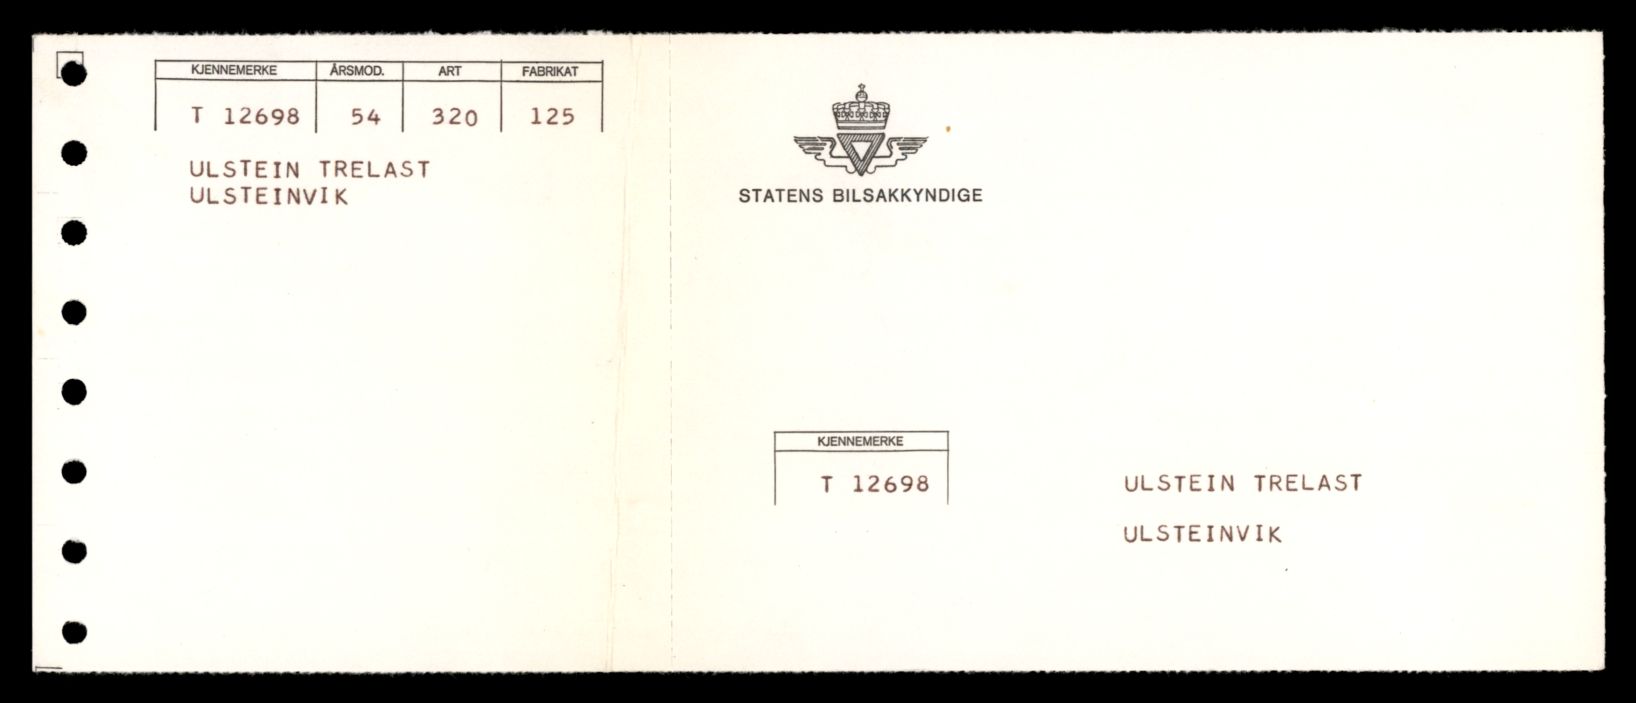 KJENNEMERKE ÅRSMOD. ART FABRIKAT
T 12698 54 320 125
ULSTEIN TRELAST
ULSTEINVIK
STATENS BILSAKKYNDIGE
KJENNEMERKE
T 12698
ULSTEIN TRELAST
ULSTEINVIK